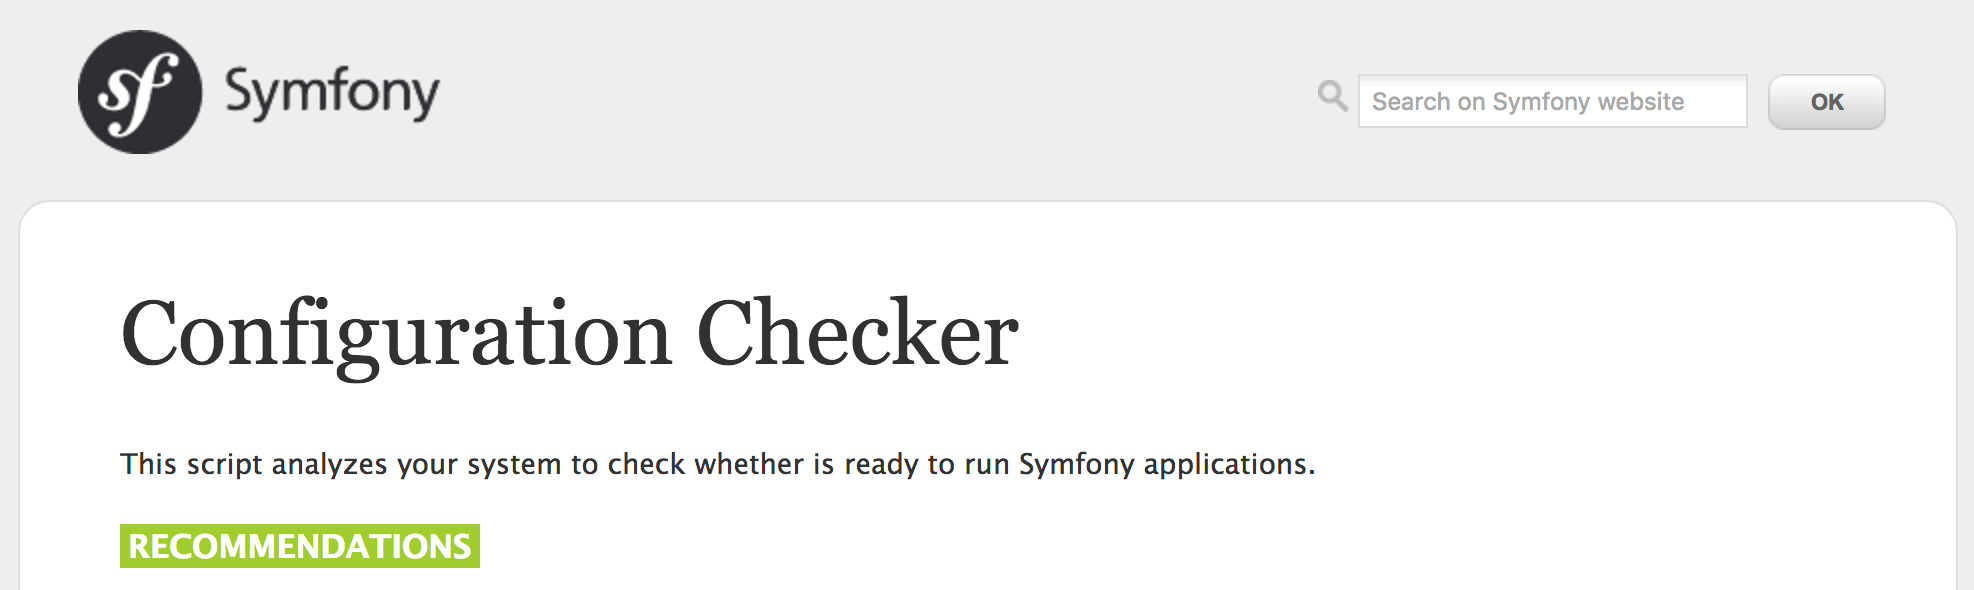 sf Symfony
Search on Symfony website
OK
Configuration Checker
This script analyzes your system to check whether is ready to run Symfony applications.
RECOMMENDATIONS